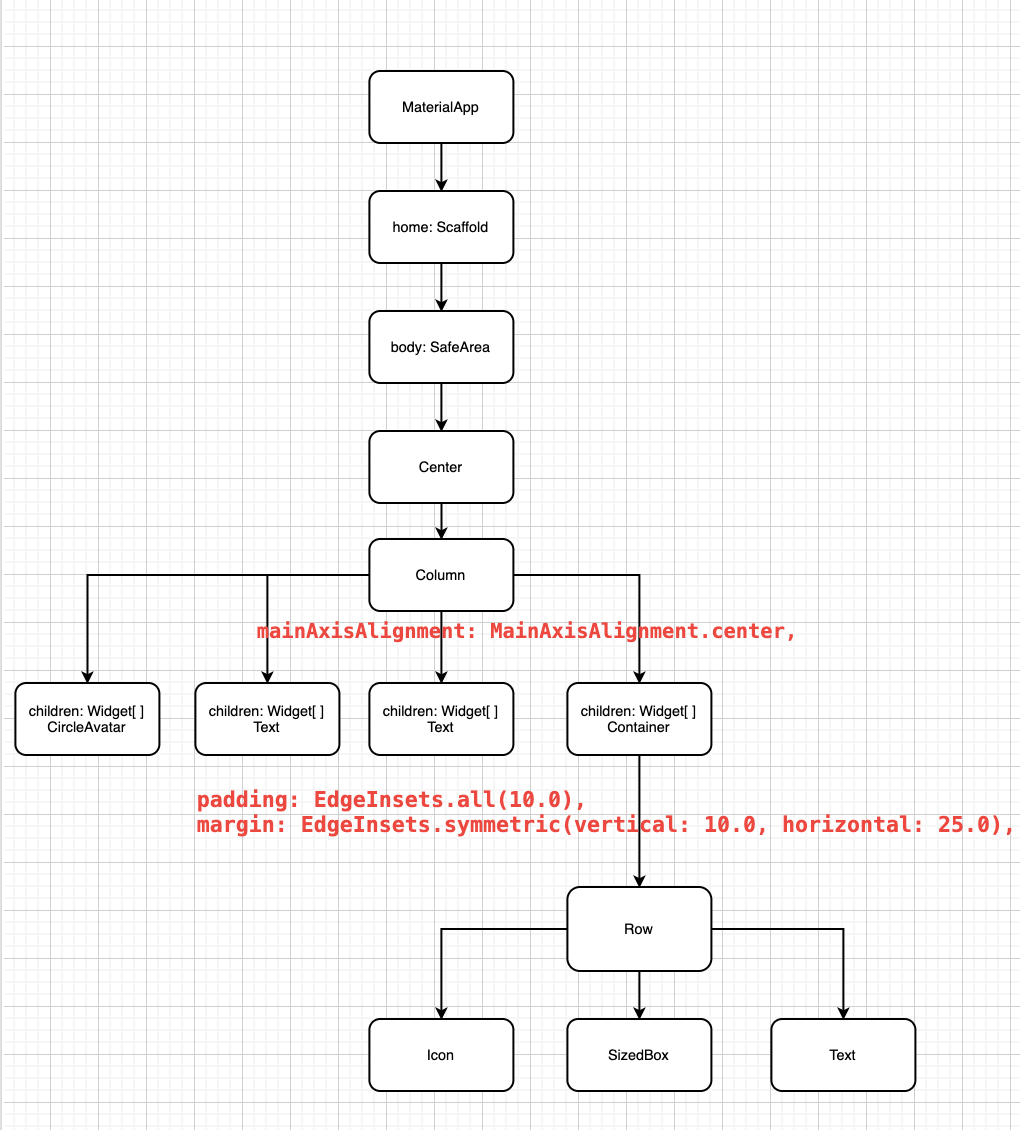 MaterialApp
home: Scaffold
body: SafeArea
Center
Column
mainAxisAlignment: MainAxisAlignment.center,
children: Widget[ ]
CircleAvatar
children: Widget[ ]
Text
children: Widget[ ]
Text
children: Widget[ ]
Container
padding: EdgeInsets.all(10.0),
margin: EdgeInsets.symmetric(vertical: 10.0, horizontal: 25.0),
Row
Icon
SizedBox
Text